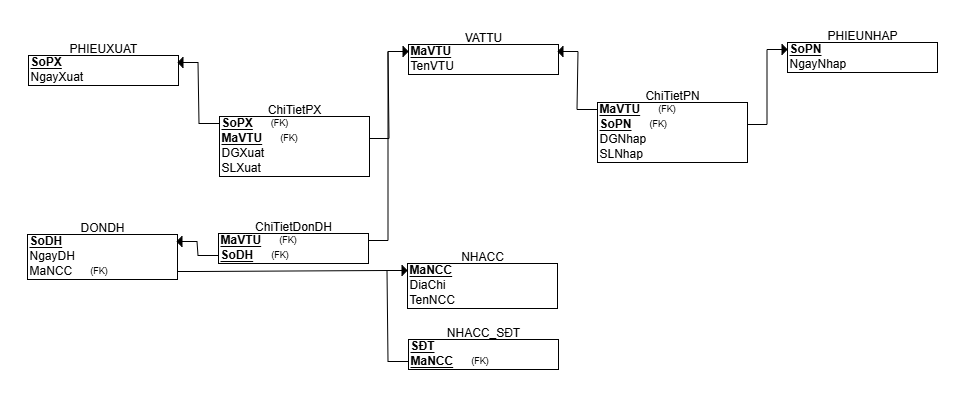 PHIEUXUAT
SoPX
NgayXuat
VATTU
MaVTU
TenVTU
PHIEUNHAP
SoPN
NgayNhap
ChiTietPX
SoPX (FK)
MaVTU (FK)
DGXuat
SLXuat
ChiTietPN
MaVTU (FK)
SoPN (FK)
DGNhap
SLNhap
DONDH
SoDH
NgayDH
MaNCC (FK)
ChiTietDonDH
MaVTU (FK)
SoDH (FK)
NHACC
MaNCC
DiaChi
TenNCC
NHACC_SĐT
SĐT
MaNCC (FK)